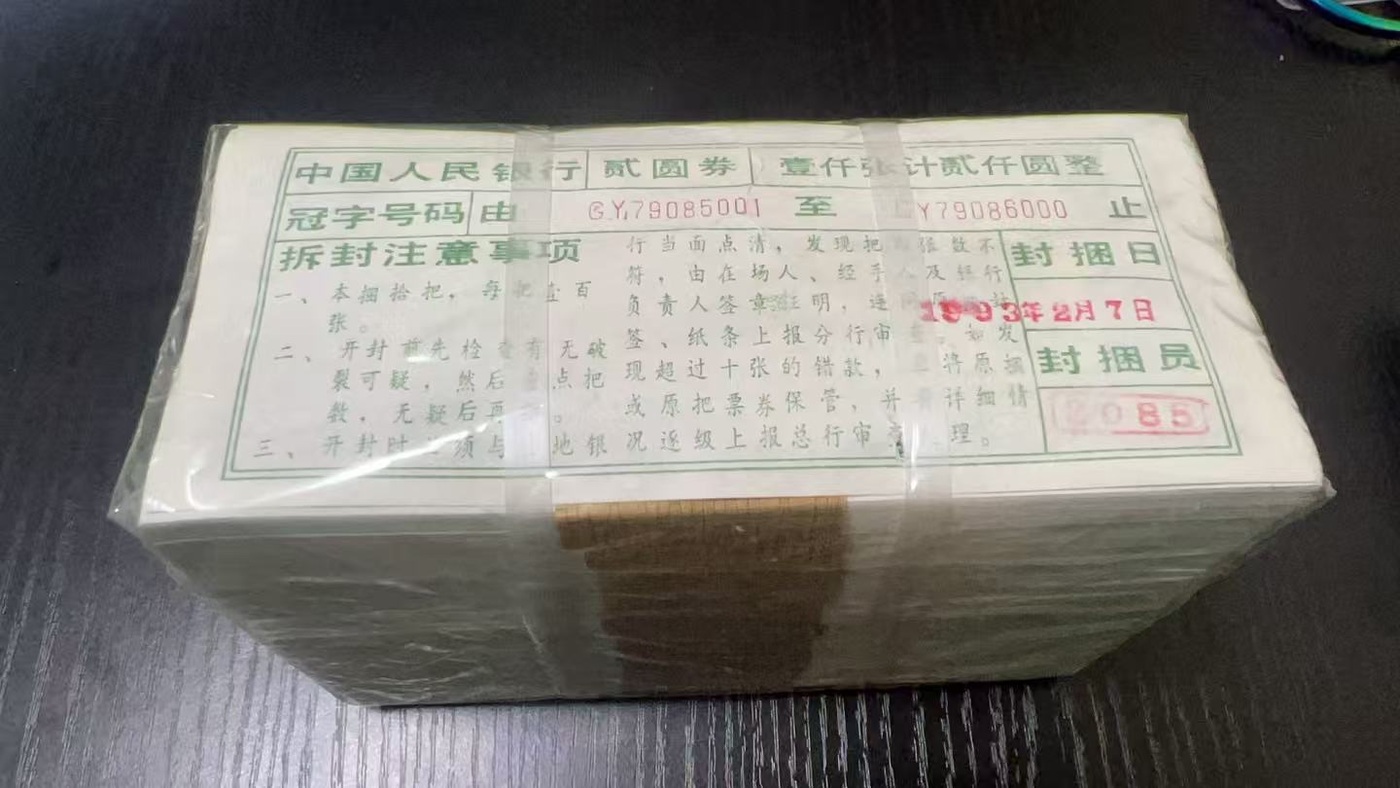 中国人民银行 贰圆券 壹仟张计贰仟圆整
冠字号码 由 GY79085001 至 Y79086000 止
拆封注意事项
一、本捆拾把，每把壹百
张。
二、开封前先检查有无破
裂可疑，然后 点把
数，无疑后再 。
三、开封时 须与 地银
行当面点清，发现把 张数不
符，由在场人、经手人及银行
负责人签章证明，连同原 封
签、纸条上报分行审 。如发
现超过十张的错款， 将原捆
或原把票券保管，并 详细情
况逐级上报总行审 理。
封捆日
1993年2月7日
封捆员
2085